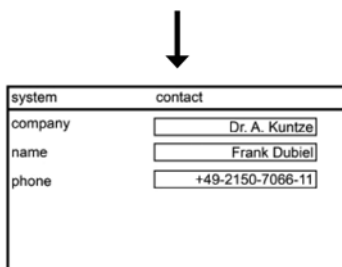 system contact
company Dr. A. Kuntze
name Frank Dubiel
phone +49-2150-7066-11